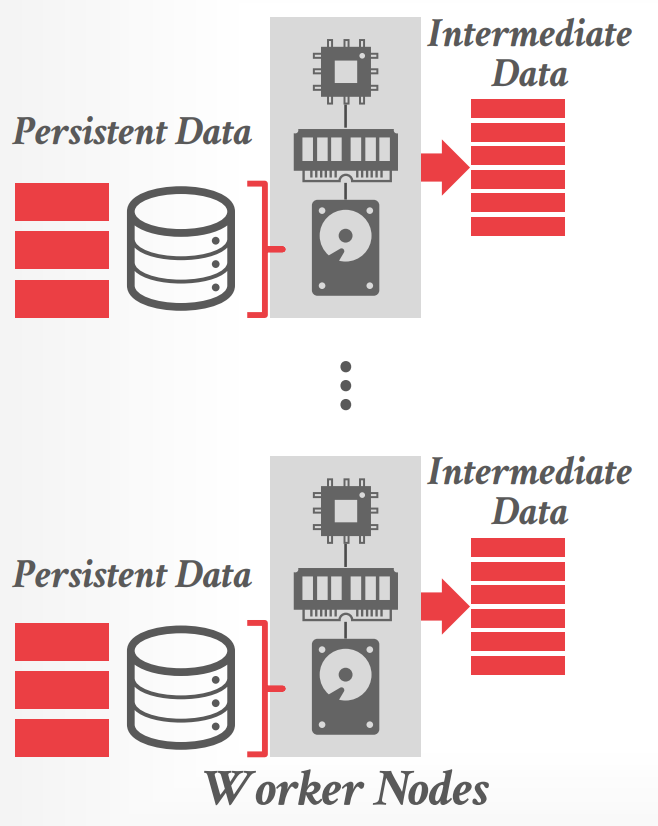 Intermediate
Data
Persistent Data
Intermediate
Data
Persistent Data
Worker Nodes